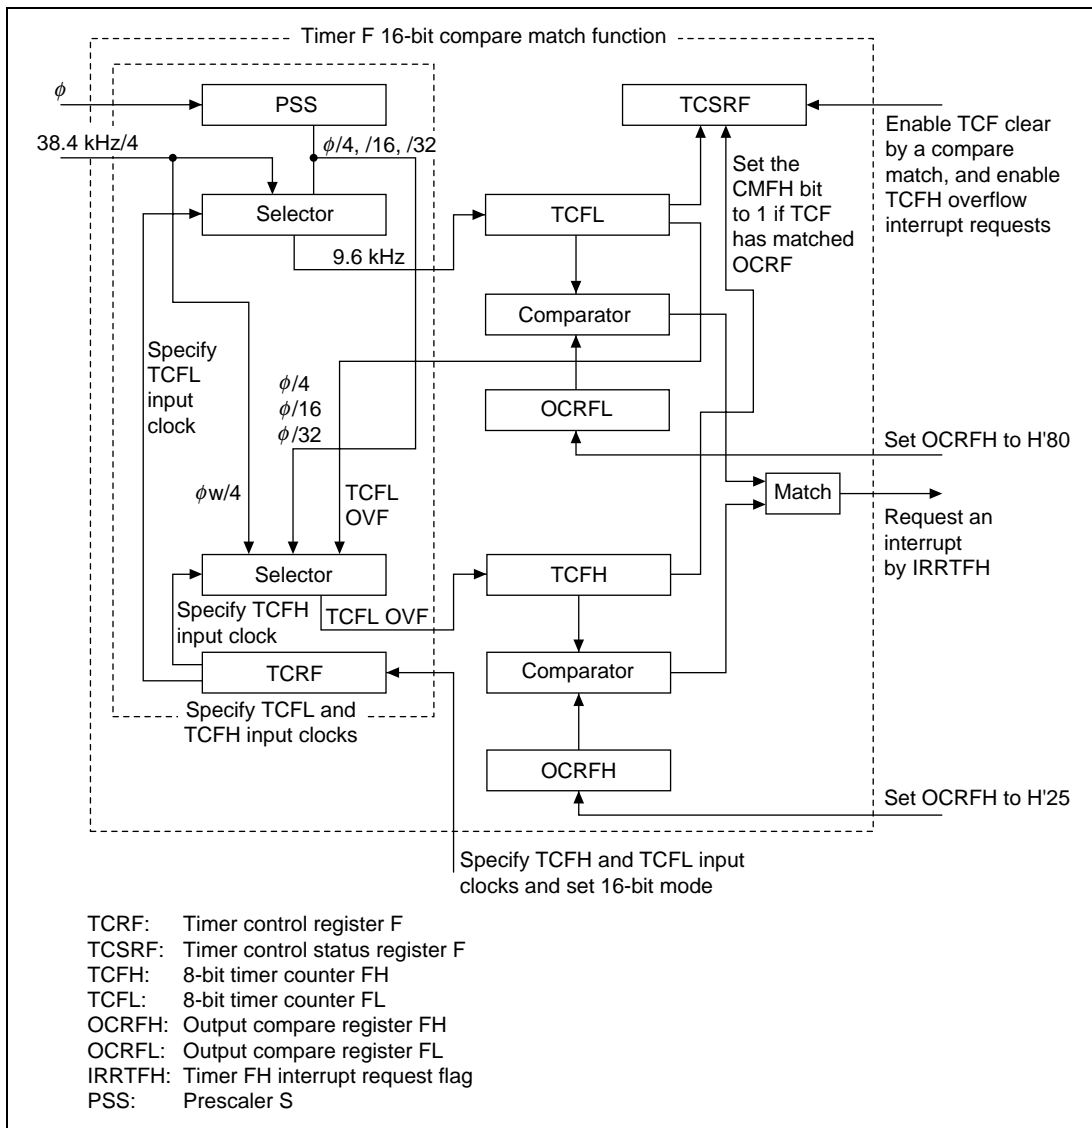 Timer F 16-bit compare match function
ϕ
PSS
TCSRF
38.4 kHz/4
ϕ/4, /16, /32
Enable TCF clear
by a compare
match, and enable
TCFH overflow
interrupt requests
Set the
CMFH bit
to 1 if TCF
has matched
OCRF
Selector
TCFL
9.6 kHz
Comparator
Specify
TCFL
input
clock
ϕ/4
ϕ/16
ϕ/32
OCRFL
Set OCRFH to H'80
ϕw/4
TCFL
OVF
Match
Request an
interrupt
by IRRTFH
Selector
TCFH
Specify TCFH
input clock
TCFL OVF
TCRF
Comparator
Specify TCFL and
TCFH input clocks
OCRFH
Set OCRFH to H'25
Specify TCFH and TCFL input
clocks and set 16-bit mode
TCRF: Timer control register F
TCSRF: Timer control status register F
TCFH: 8-bit timer counter FH
TCFL: 8-bit timer counter FL
OCRFH: Output compare register FH
OCRFL: Output compare register FL
IRRTFH: Timer FH interrupt request flag
PSS: Prescaler S